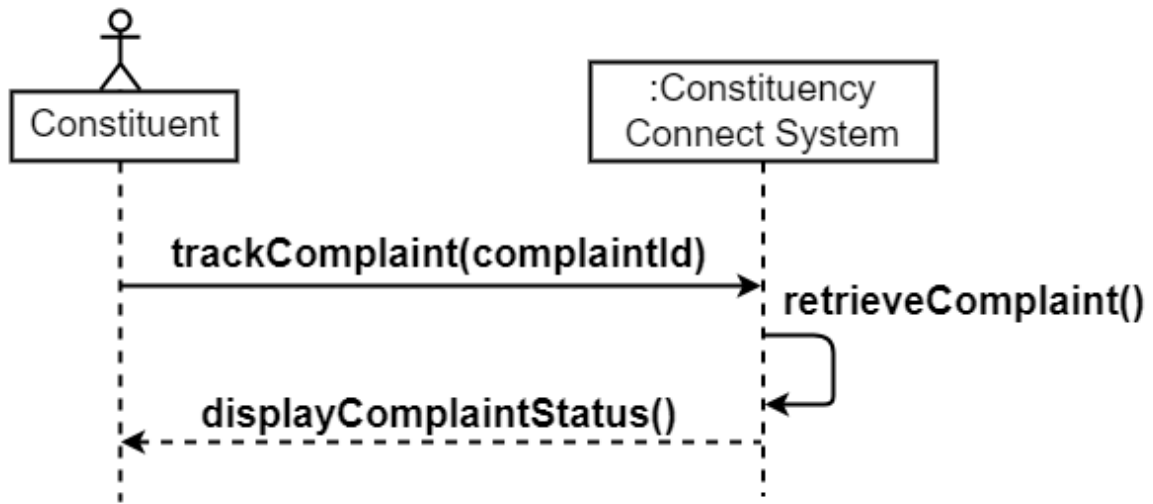 Constituent
:Constituency
Connect System
trackComplaint(complaintId)
retrieveComplaint()
displayComplaintStatus()